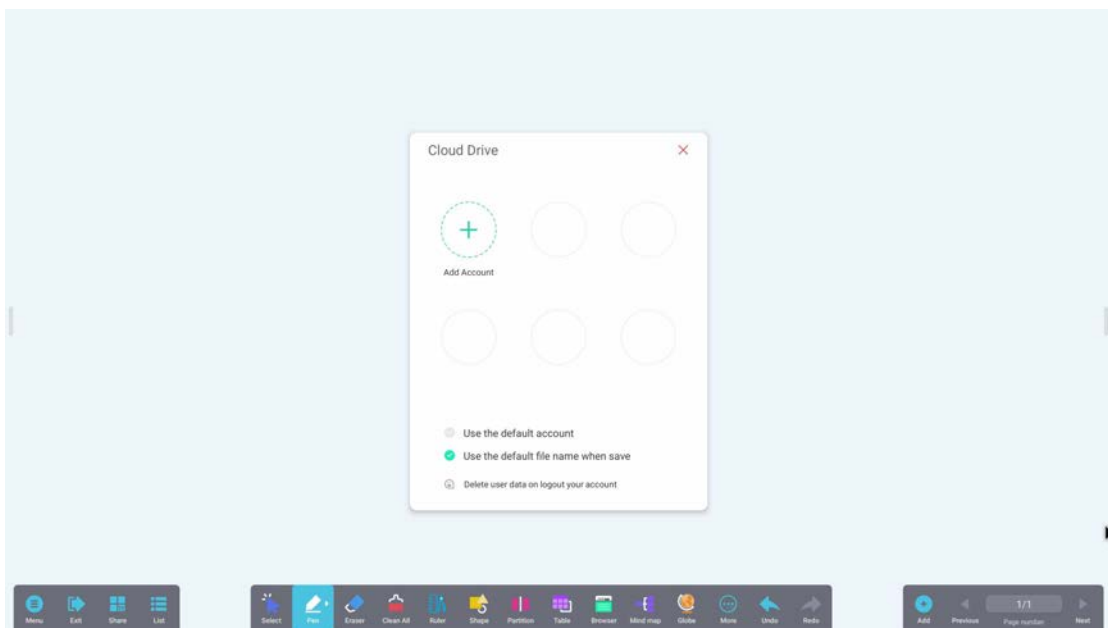 Cloud Drive
Add Account
Use the default account
Use the default file name when save
Delete user data on logout your account
Menu
Exit
Share
List
Select
Pen
Eraser
Clean All
Ruler
Shape
Partition
Table
Browser
Mind map
Globe
More
Undo
Redo
Add
Previous
1/1
Page number
Next